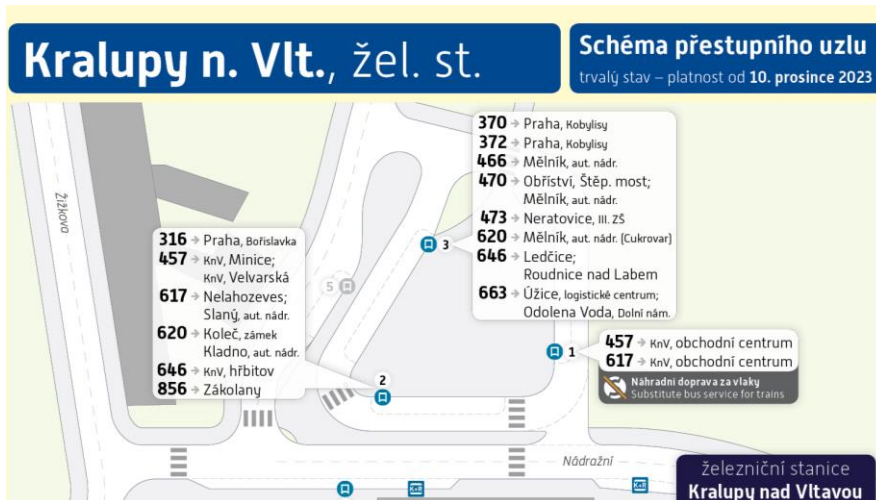 Kralupy n. Vlt., žel. st.
Schéma přestupního uzlu
trvalý stav – platnost od 10. prosince 2023
Žižkova
370 → Praha, Kobylisy
372 → Praha, Kobylisy
466 → Mělník, aut. nádr.
470 → Obříství, Štěp. most;
Mělník, aut. nádr.
473 → Neratovice, III. ZŠ
620 → Mělník, aut. nádr. (Cukrovar)
646 → Ledčice;
Roudnice nad Labem
663 → Úžice, logistické centrum;
Odolena Voda, Dolní nám.
3
316 → Praha, Bořislavka
457 → KnV, Minice;
KnV, Velvarská
617 → Nelahozeves;
Slaný, aut. nádr.
620 → Koleč, zámek
Kladno, aut. nádr.
646 → KnV, hřbitov
856 → Zákolany
5
2
1
457 → KnV, obchodní centrum
617 → KnV, obchodní centrum
Náhradní doprava za vlaky
Substitute bus service for trains
Nádražní
K+R
K+R
železniční stanice
Kralupy nad Vltavou